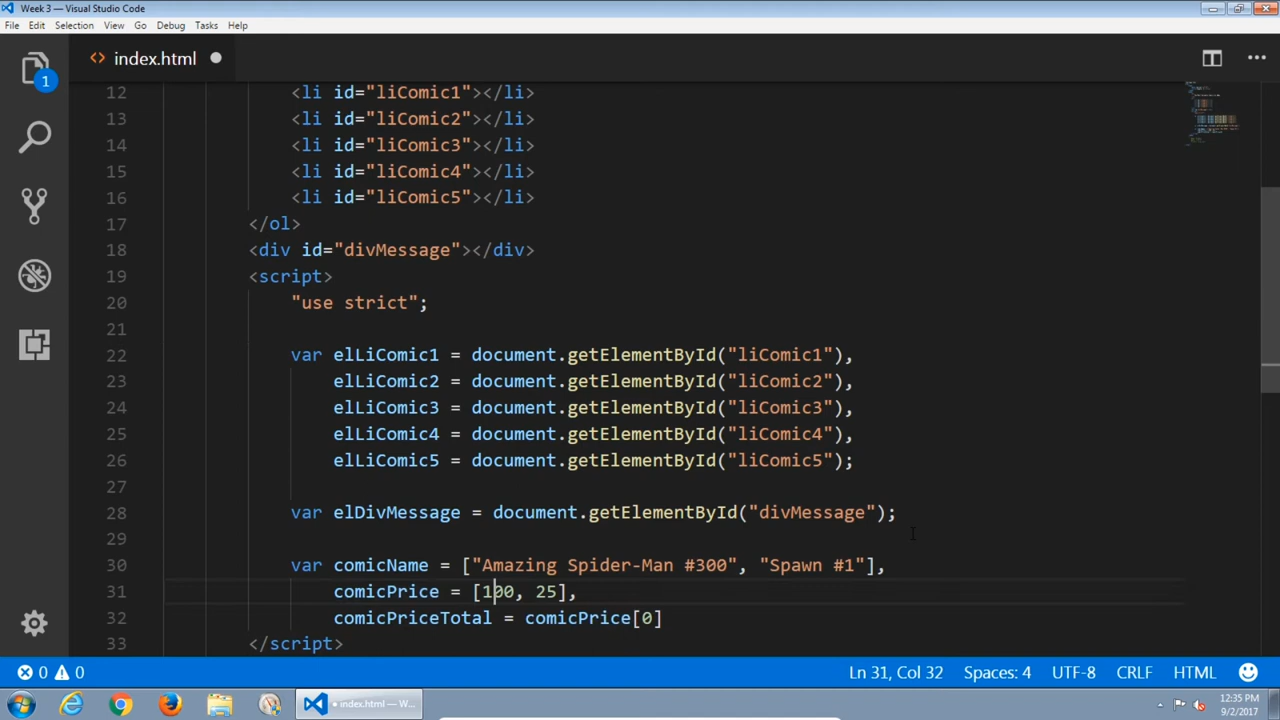 Week 3 — Visual Studio Code
File Edit Selection View Go Debug Tasks Help
<> index.html
1
12 <li id="liComic1"></li>
13 <li id="liComic2"></li>
14 <li id="liComic3"></li>
15 <li id="liComic4"></li>
16 <li id="liComic5"></li>
17 </ol>
18 <div id="divMessage"></div>
19 <script>
20 "use strict";
21
22 var elLiComic1 = document.getElementById("liComic1"),
23 elLiComic2 = document.getElementById("liComic2"),
24 elLiComic3 = document.getElementById("liComic3"),
25 elLiComic4 = document.getElementById("liComic4"),
26 elLiComic5 = document.getElementById("liComic5");
27
28 var elDivMessage = document.getElementById("divMessage");
29
30 var comicName = ["Amazing Spider-Man #300", "Spawn #1"],
31 comicPrice = [100, 25],
32 comicPriceTotal = comicPrice[0]
33 </script>
0 0 Ln 31, Col 32 Spaces: 4 UTF-8 CRLF HTML
• index.html — W...
12:35 PM
9/2/2017